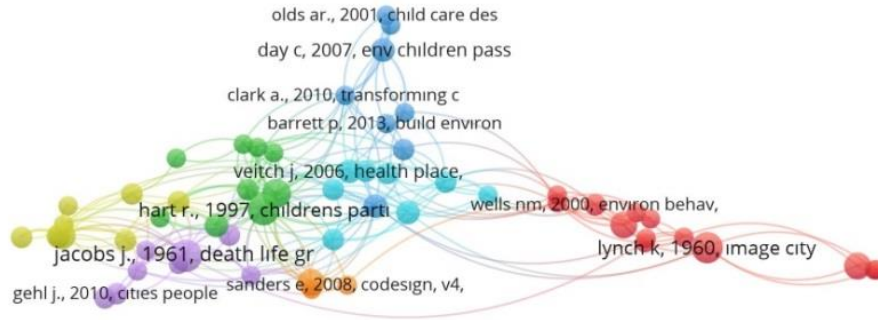 olds ar., 2001, child care des
day c, 2007, env children pass
clark a., 2010, transforming c
barrett p, 2013, build environ
veitch j, 2006, health place,
wells nm, 2000, environ behav,
hart r., 1997, childrens parti
lynch k, 1960, image city
jacobs j., 1961, death life gr
sanders e, 2008, codesign, v4,
gehl j., 2010, cities people